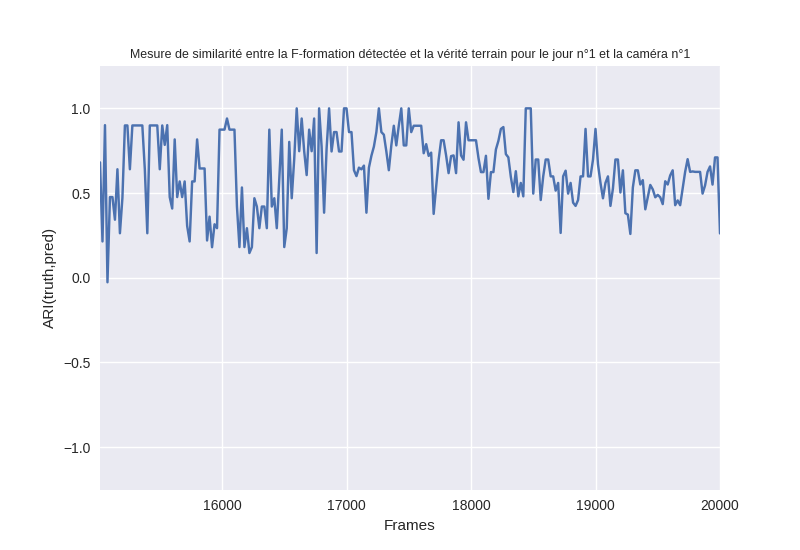 Mesure de similarité entre la F-formation détectée et la vérité terrain pour le jour n°1 et la caméra n°1
1.0
0.5
0.0
−0.5
−1.0
ARI(truth,pred)
16000 17000 18000 19000 20000
Frames